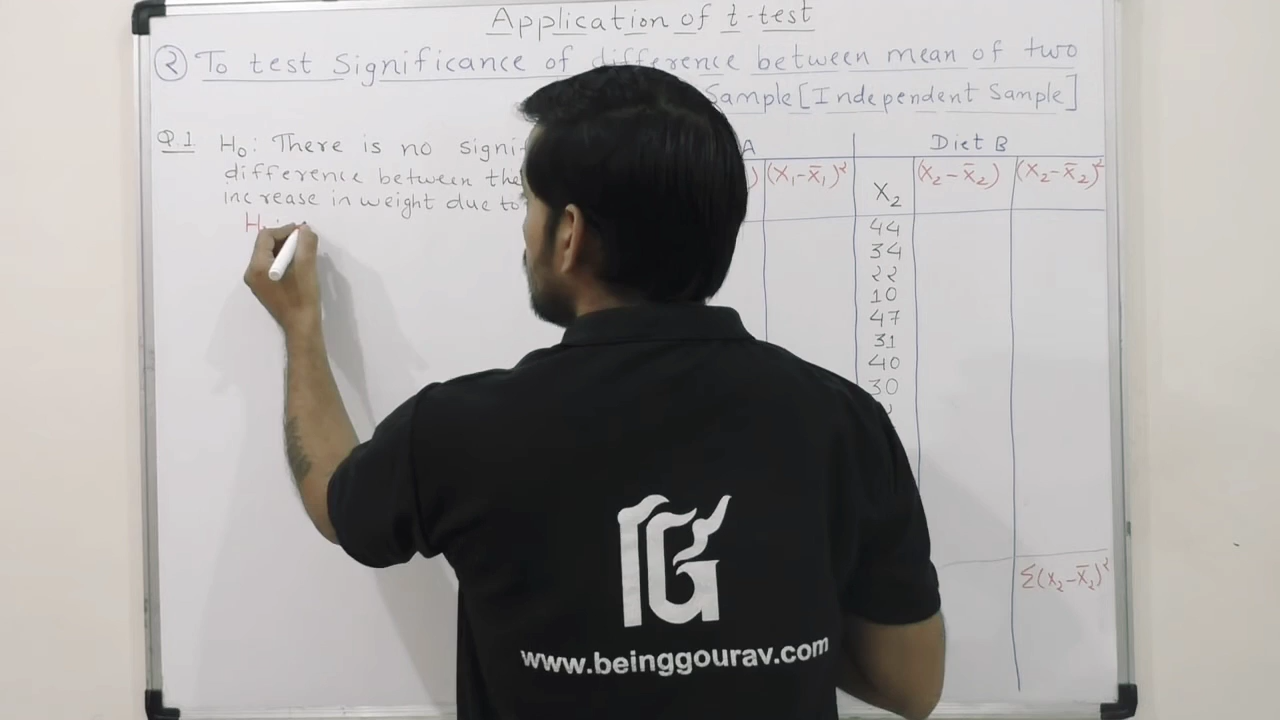 Application of t-test
② To test Significance of difference between mean of two
Sample [Independent Sample]
Q.1 H₀: There is no signi-
difference between the
increase in weight due to
H₁:
A
Diet B
) (X₁-X̄₁)²
X₂ (X₂-X̄₂) (X₂-X̄₂)²
44
34
22
10
47
31
40
30
Σ(X₂-X̄₂)²
www.beinggourav.com